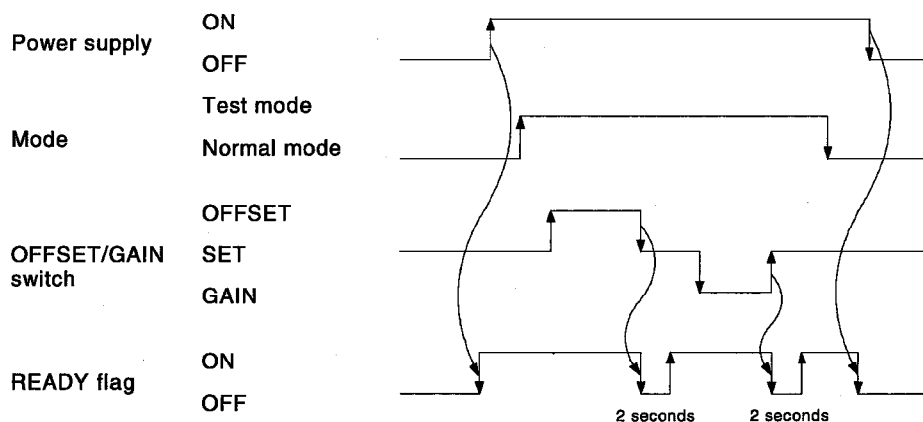 Power supply
ON
OFF
Mode
Test mode
Normal mode
OFFSET/GAIN
switch
OFFSET
SET
GAIN
READY flag
ON
OFF
2 seconds
2 seconds